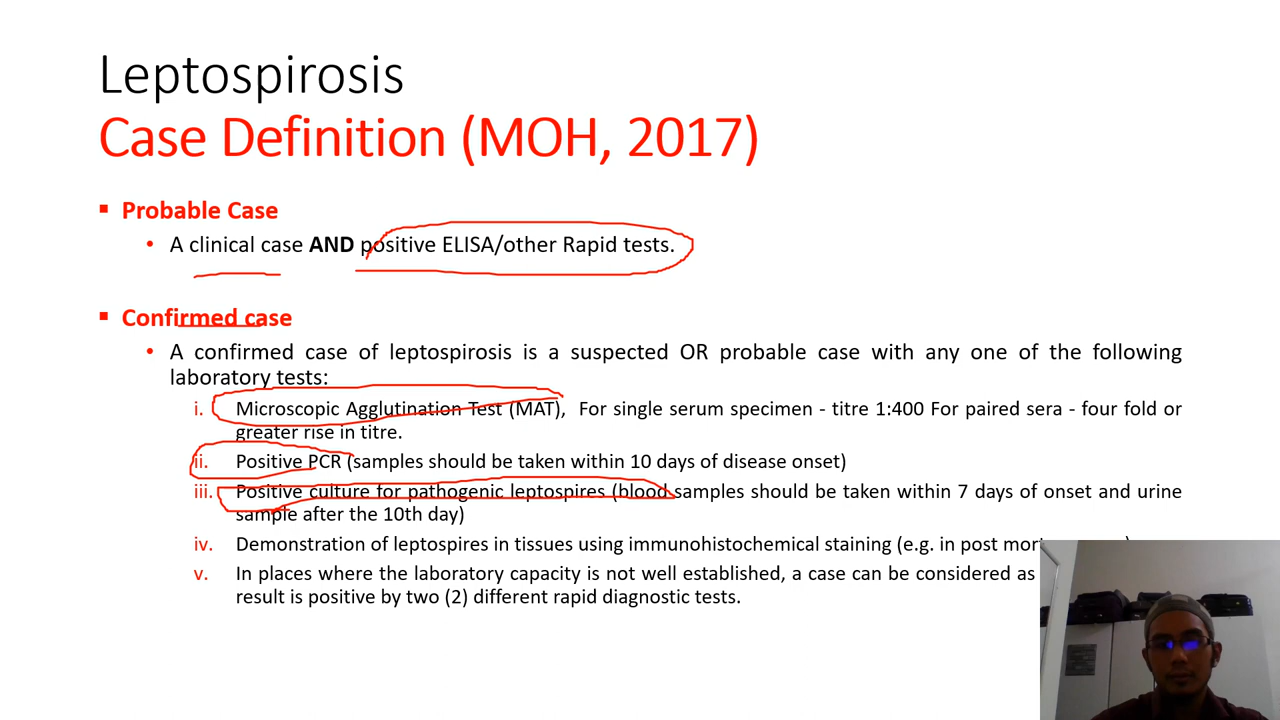 Leptospirosis
Case Definition (MOH, 2017)
▪ Probable Case
• A clinical case AND positive ELISA/other Rapid tests.
▪ Confirmed case
• A confirmed case of leptospirosis is a suspected OR probable case with any one of the following
laboratory tests:
i. Microscopic Agglutination Test (MAT), For single serum specimen - titre 1:400 For paired sera - four fold or
greater rise in titre.
ii. Positive PCR (samples should be taken within 10 days of disease onset)
iii. Positive culture for pathogenic leptospires (blood samples should be taken within 7 days of onset and urine
sample after the 10th day)
iv. Demonstration of leptospires in tissues using immunohistochemical staining (e.g. in post
v. In places where the laboratory capacity is not well established, a case can be considered as
result is positive by two (2) different rapid diagnostic tests.